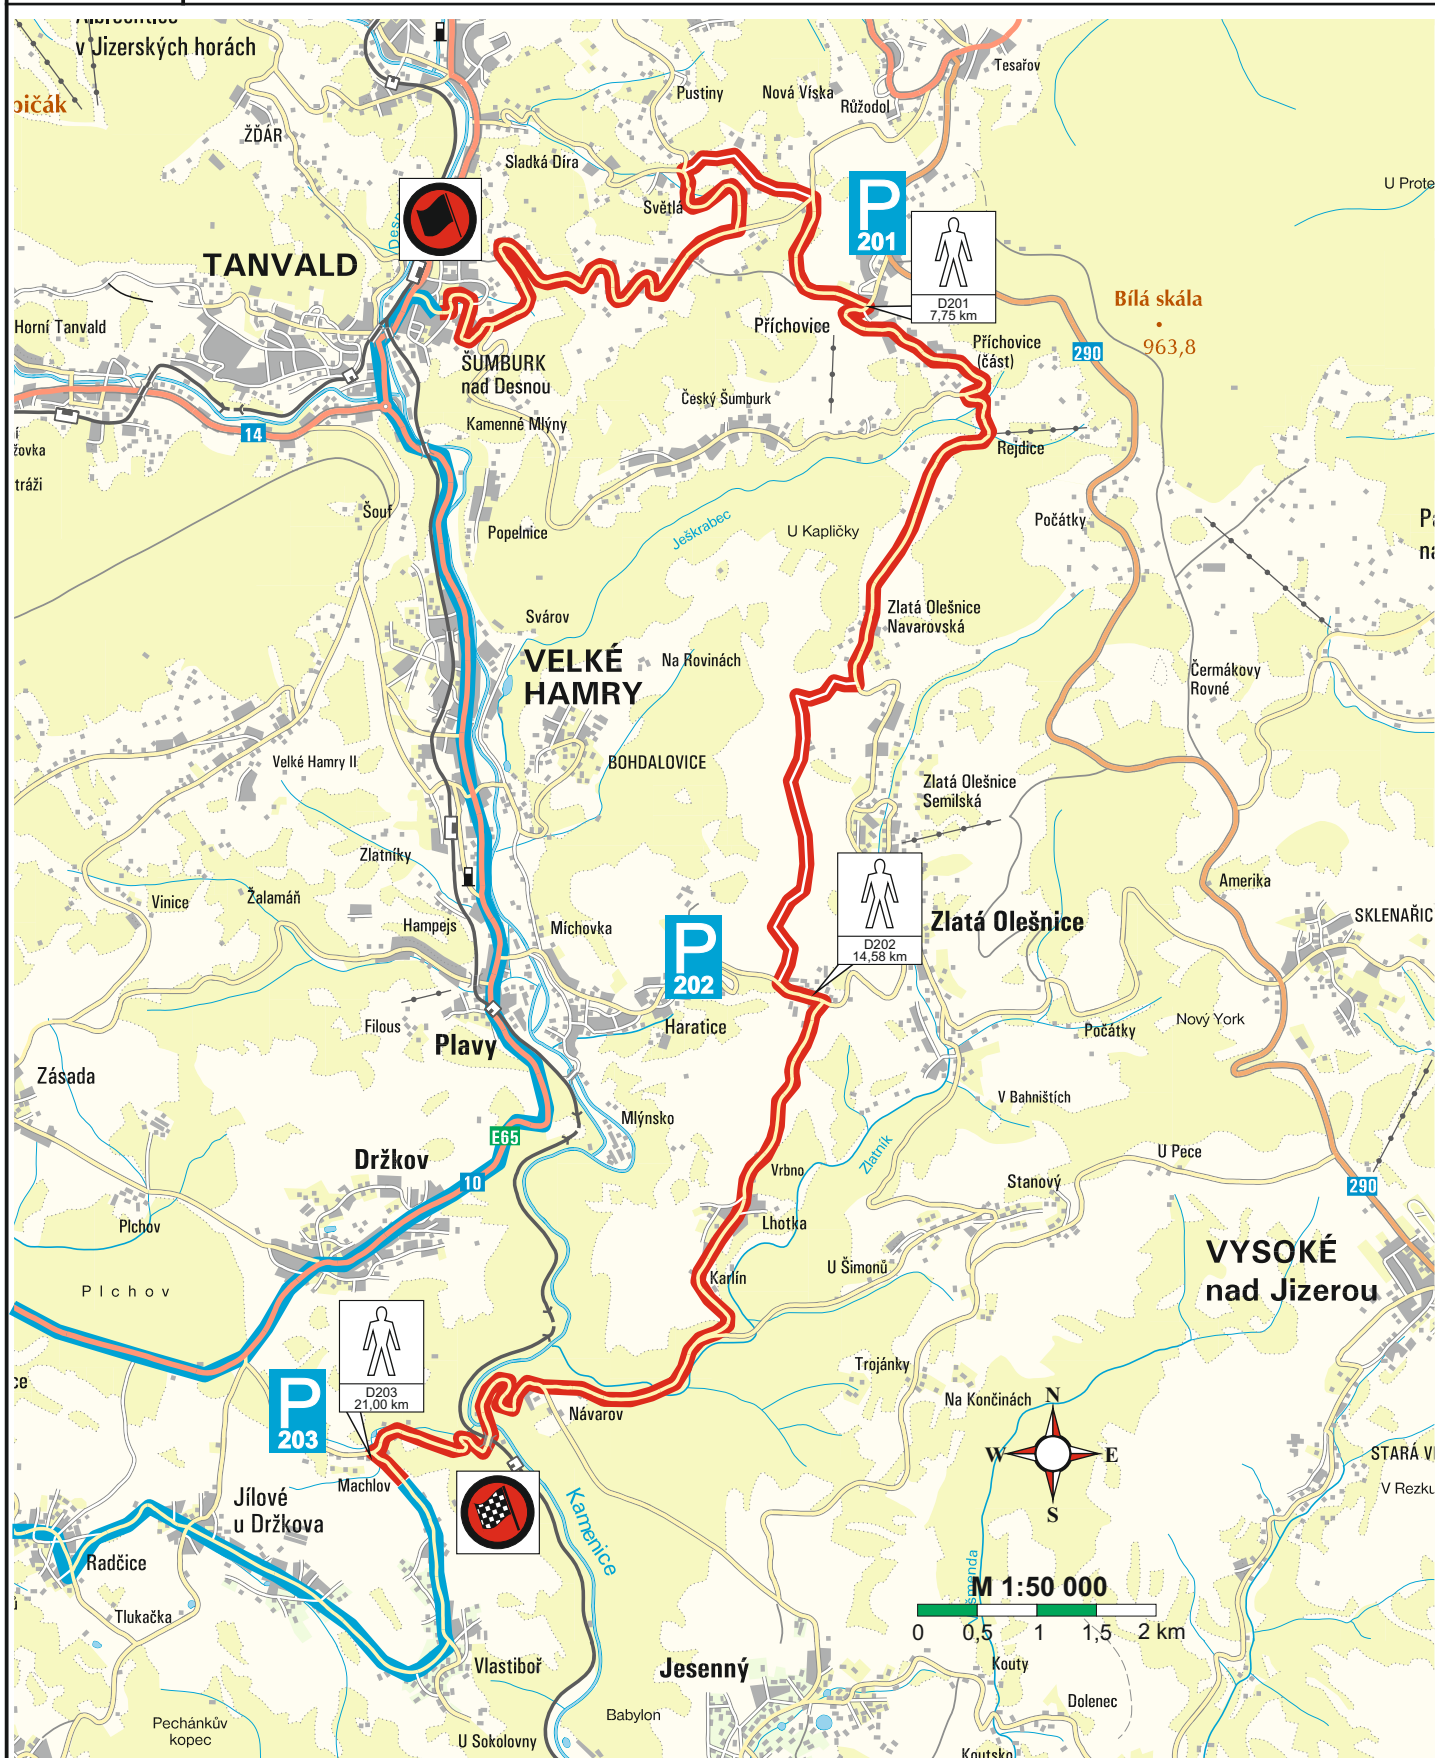 v Jizerských horách
Tesařov
Pustiny
Nová Víska
Růžodol
ŽĎÁR
Sladká Díra
U Prote
Světlá
P
201
TANVALD
D201
7,75 km
Bílá skála
963,8
Horní Tanvald
Příchovice
Příchovice
(část)
290
ŠUMBURK
nad Desnou
Český Šumburk
Kamenné Mlýny
14
Rejdice
žovka
tráži
Šouf
Popelnice
Ješkrabec
U Kapličky
Počátky
Svárov
Zlatá Olešnice
Navarovská
VELKÉ
HAMRY
Na Rovinách
Čermákovy
Rovné
Velké Hamry II
BOHDALOVICE
Zlatá Olešnice
Semilská
Zlatníky
Žalamáň
Vinice
Amerika
Hampejs
Míchovka
P
202
D202
14,58 km
Zlatá Olešnice
SKLENAŘIC
Filous
Haratice
Nový York
Počátky
Plavy
Zásada
V Bahništích
Mlýnsko
E65
Držkov
Zlatník
U Pece
Vrbno
10
Stanový
290
Plchov
Lhotka
VYSOKÉ
nad Jizerou
U Šimonů
Karlín
Plchov
D203
21,00 km
Trojánky
P
203
Na Končinách
N
Návarov
W
E
S
STARÁ V
V Rezku
Machlov
Jílové
u Držkova
Kamenice
Radčice
M 1:50 000
Tlukačka
0
0,5
1
1,5
2 km
Vlastiboř
Jesenný
Kouty
Dolenec
Babylon
Pechánkův
kopec
U Sokolovny
Koutsko